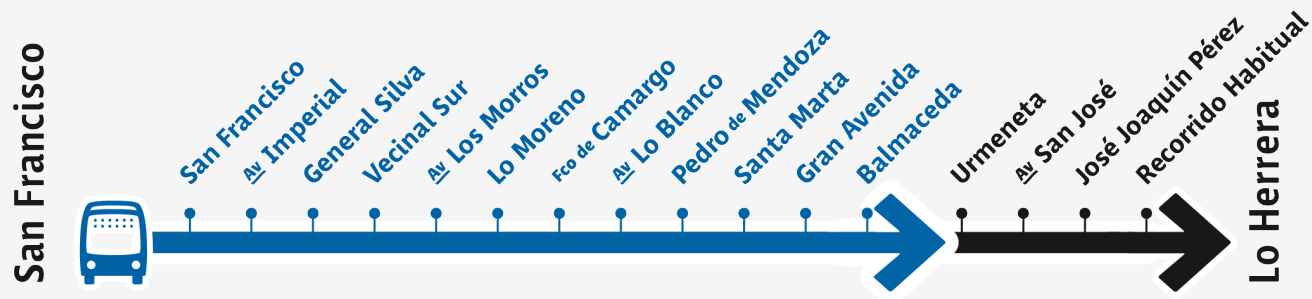 San Francisco
San Francisco
Av Imperial
General Silva
Vecinal Sur
Av Los Morros
Lo Moreno
Fco de Camargo
Av Lo Blanco
Pedro de Mendoza
Santa Marta
Gran Avenida
Balmaceda
Urmeneta
Av San José
José Joaquín Pérez
Recorrido Habitual
Lo Herrera